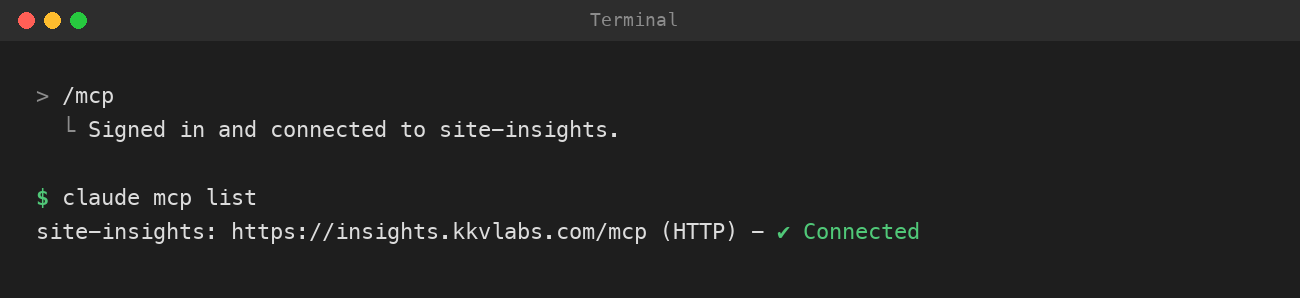 Terminal
> /mcp
└ Signed in and connected to site-insights.
$ claude mcp list
site-insights: https://insights.kkvlabs.com/mcp (HTTP) - ✔ Connected